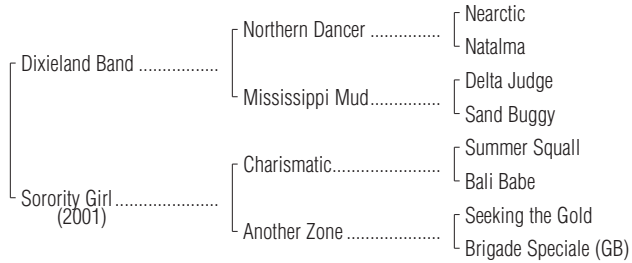 Nearctic
Northern Dancer ................
Natalma
Dixieland Band ................
Delta Judge
Mississippi Mud..............
Sand Buggy
Summer Squall
Charismatic.....................
Bali Babe
Sorority Girl.....................
(2001)
Seeking the Gold
Another Zone ..................
Brigade Speciale (GB)